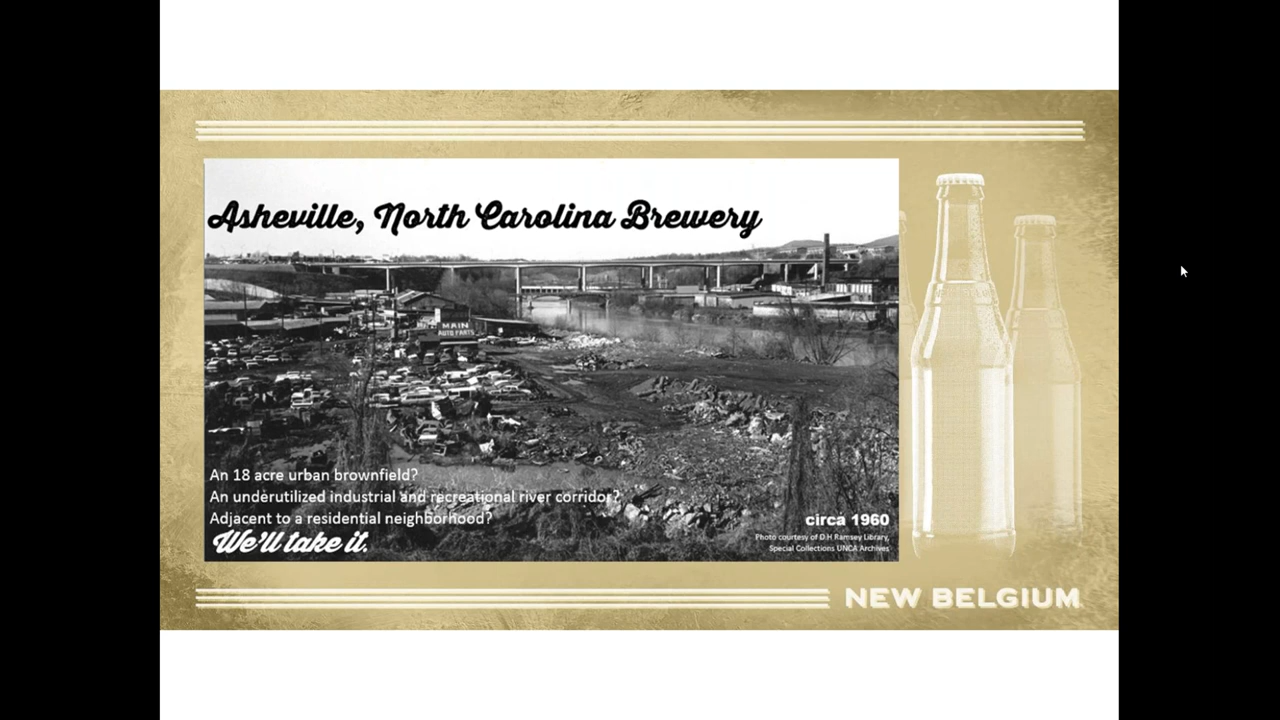 Asheville, North Carolina Brewery
MAIN
AUTO PARTS
An 18 acre urban brownfield?
An underutilized industrial and recreational river corridor?
Adjacent to a residential neighborhood?
We'll take it.
circa 1960
Photo courtesy of D H Ramsey Library,
Special Collections UNCA Archives
NEW BELGIUM